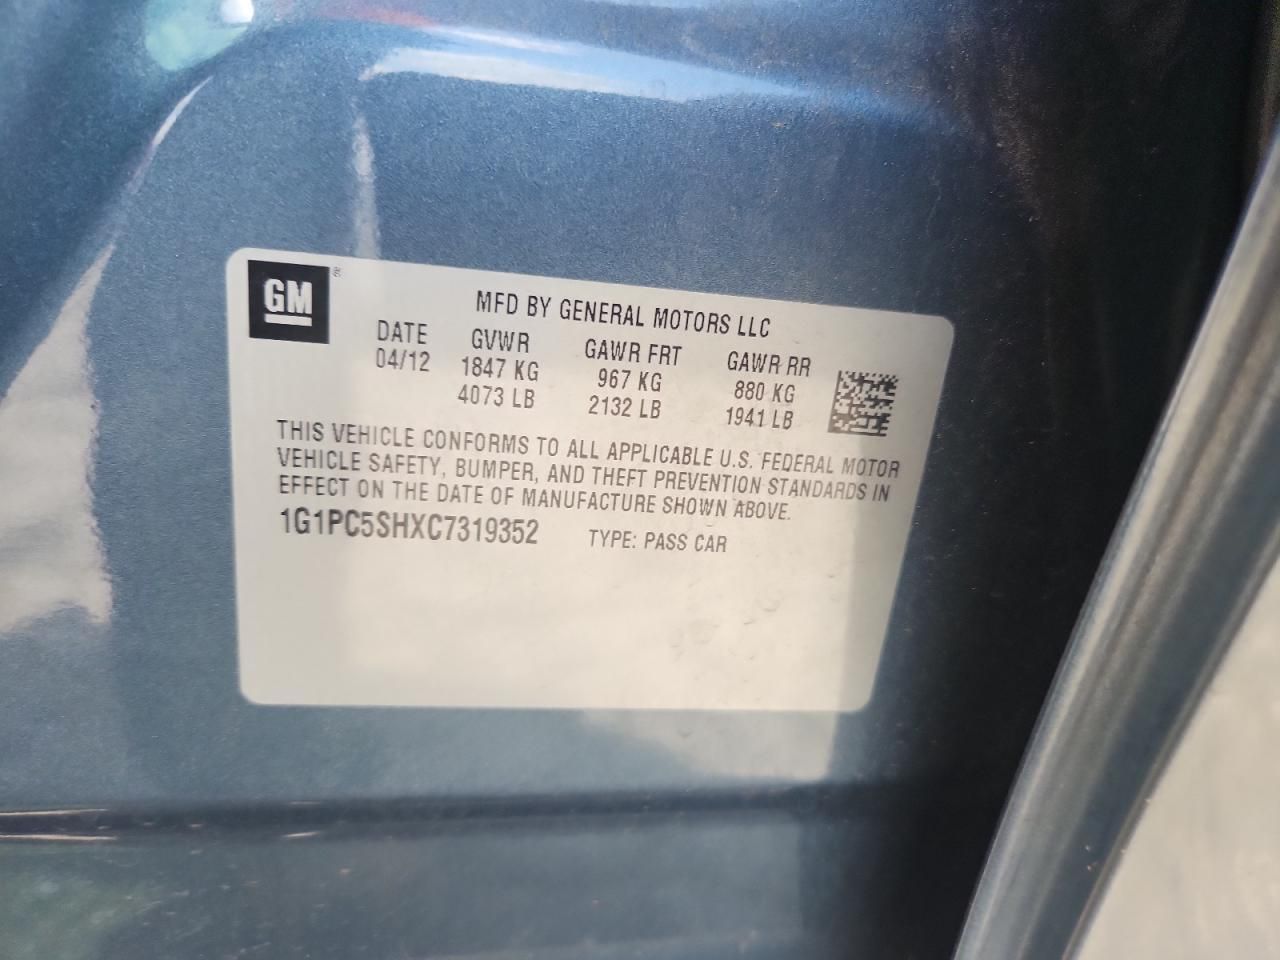 GM ®
MFD BY GENERAL MOTORS LLC
DATE GVWR GAWR FRT GAWR RR
04/12 1847 KG 967 KG 880 KG
4073 LB 2132 LB 1941 LB
THIS VEHICLE CONFORMS TO ALL APPLICABLE U.S. FEDERAL MOTOR
VEHICLE SAFETY, BUMPER, AND THEFT PREVENTION STANDARDS IN
EFFECT ON THE DATE OF MANUFACTURE SHOWN ABOVE.
1G1PC5SHXC7319352 TYPE: PASS CAR